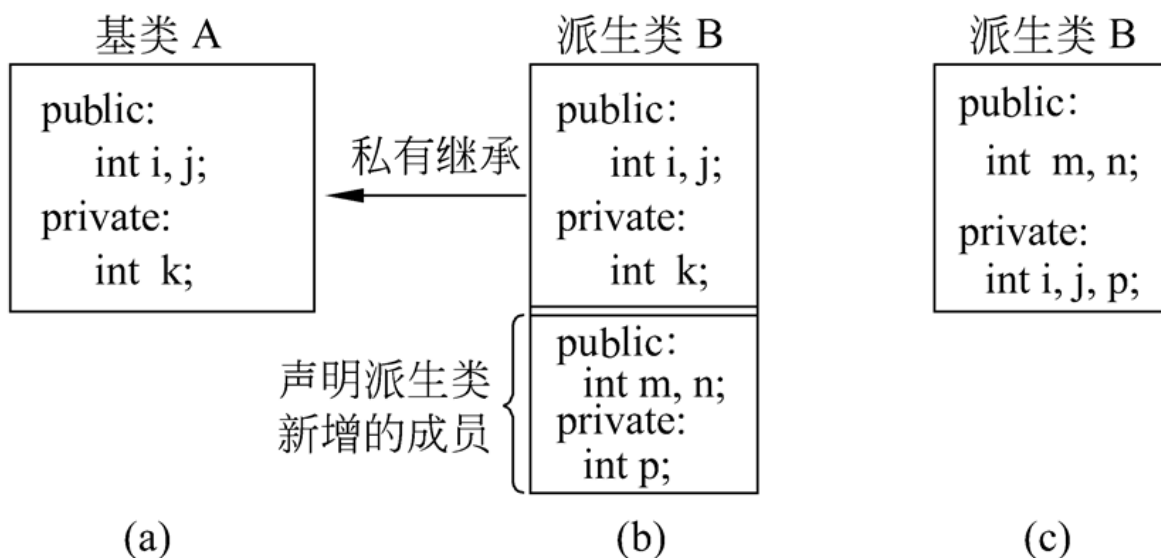 基类 A
public:
int i, j;
private:
int k;
私有继承
派生类 B
public:
int i, j;
private:
int k;
声明派生类
新增的成员
public:
int m, n;
private:
int p;
派生类 B
public:
int m, n;
private:
int i, j, p;
(a)
(b)
(c)